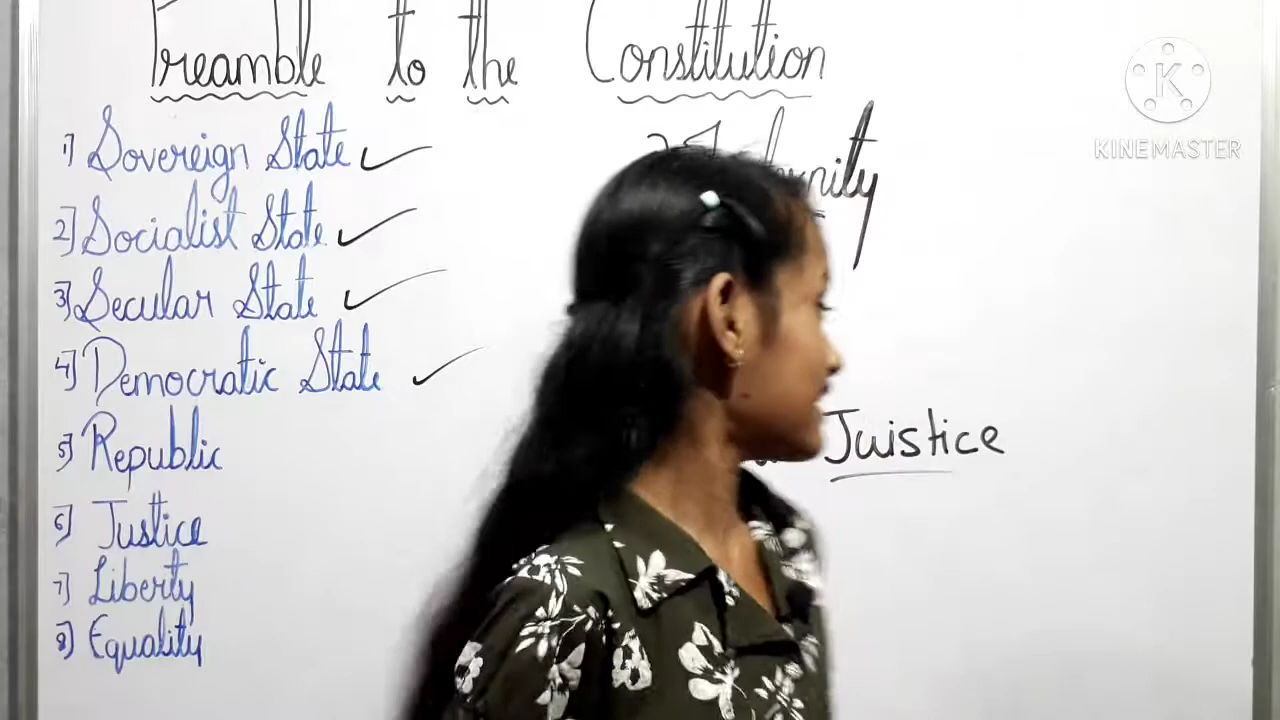 Preamble to the Constitution
1) Sovereign State
2) Socialist State
3) Secular State
4) Democratic State
5) Republic
6) Justice
7) Liberty
8) Equality
Jwistice
K
KINEMASTER